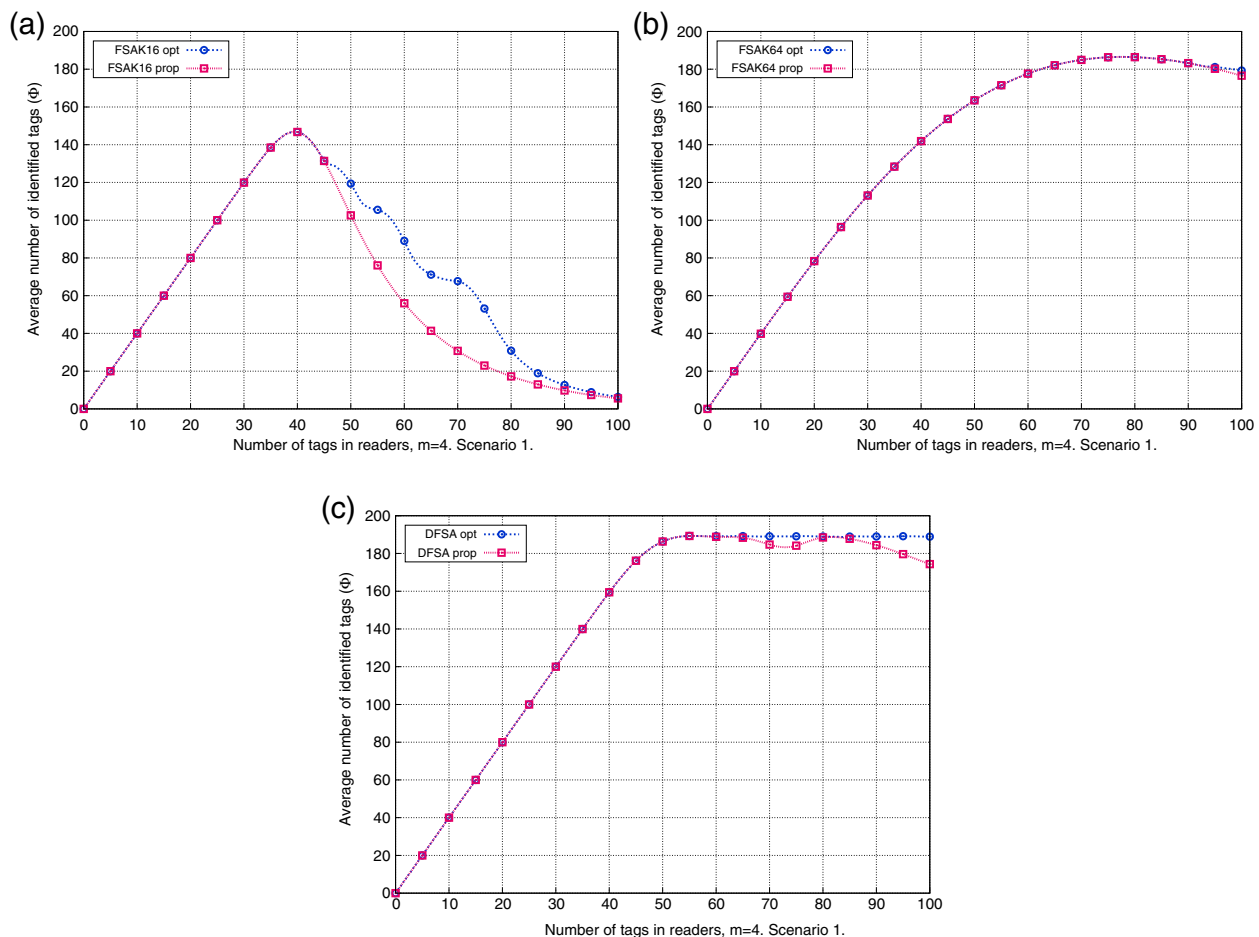 (a)
FSAK16 opt
FSAK16 prop
Average number of identified tags (Φ)
200
180
160
140
120
100
80
60
40
20
0
0 10 20 30 40 50 60 70 80 90 100
Number of tags in readers, m=4. Scenario 1.
(b)
FSAK64 opt
FSAK64 prop
Average number of identified tags (Φ)
200
180
160
140
120
100
80
60
40
20
0
0 10 20 30 40 50 60 70 80 90 100
Number of tags in readers, m=4. Scenario 1.
(c)
DFSA opt
DFSA prop
Average number of identified tags (Φ)
200
180
160
140
120
100
80
60
40
20
0
0 10 20 30 40 50 60 70 80 90 100
Number of tags in readers, m=4. Scenario 1.